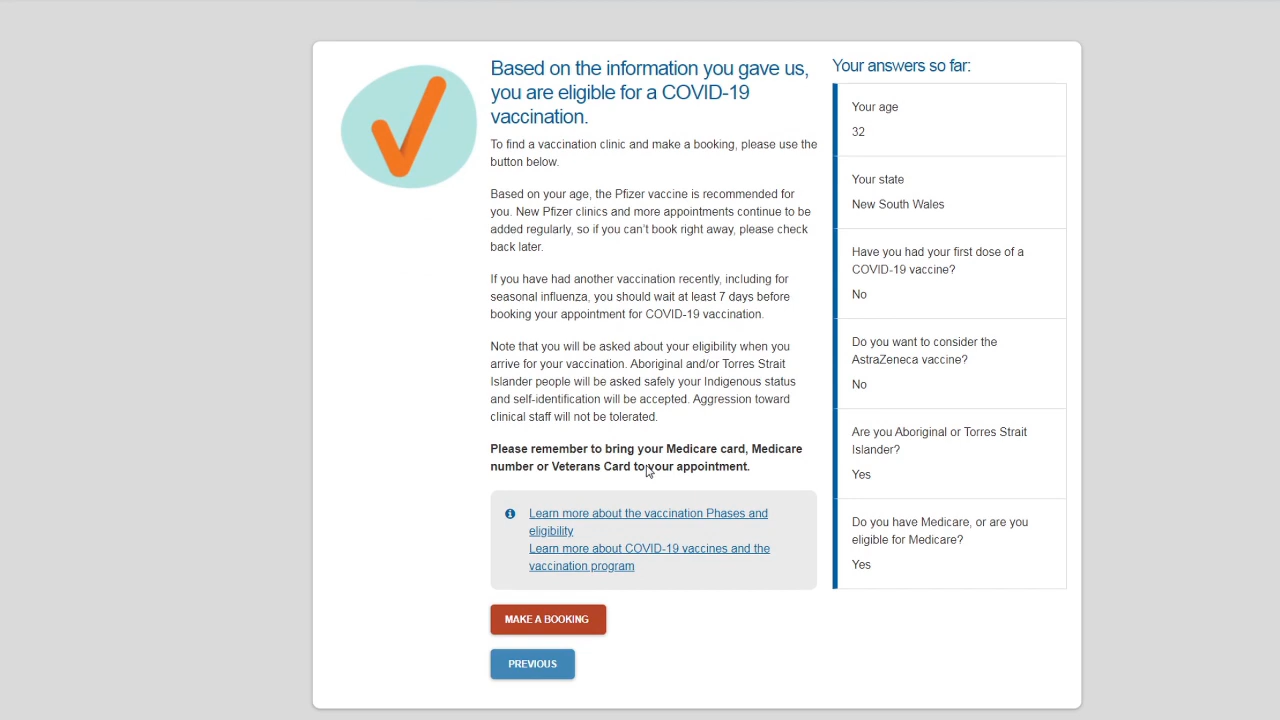 Based on the information you gave us,
you are eligible for a COVID-19
vaccination.
To find a vaccination clinic and make a booking, please use the
button below.
Based on your age, the Pfizer vaccine is recommended for
you. New Pfizer clinics and more appointments continue to be
added regularly, so if you can't book right away, please check
back later.
If you have had another vaccination recently, including for
seasonal influenza, you should wait at least 7 days before
booking your appointment for COVID-19 vaccination.
Note that you will be asked about your eligibility when you
arrive for your vaccination. Aboriginal and/or Torres Strait
Islander people will be asked safely your Indigenous status
and self-identification will be accepted. Aggression toward
clinical staff will not be tolerated.
Please remember to bring your Medicare card, Medicare
number or Veterans Card to your appointment.
Learn more about the vaccination Phases and
eligibility
Learn more about COVID-19 vaccines and the
vaccination program
MAKE A BOOKING
PREVIOUS
Your answers so far:
Your age
32
Your state
New South Wales
Have you had your first dose of a
COVID-19 vaccine?
No
Do you want to consider the
AstraZeneca vaccine?
No
Are you Aboriginal or Torres Strait
Islander?
Yes
Do you have Medicare, or are you
eligible for Medicare?
Yes